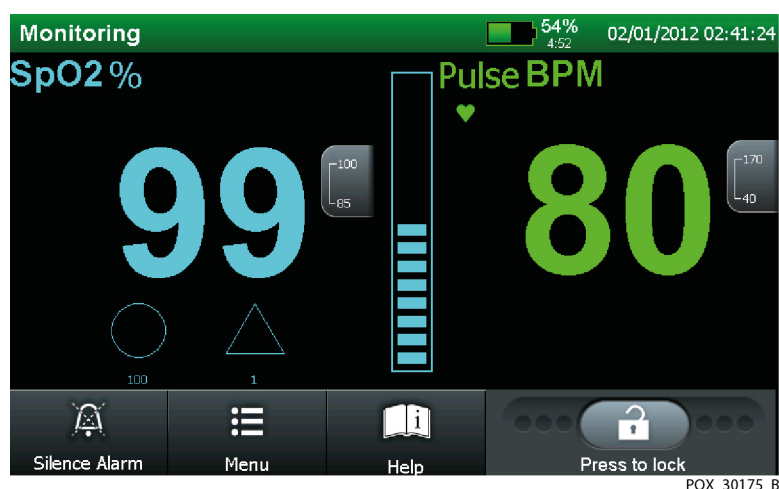 Monitoring
54%
4:52
02/01/2012 02:41:24
SpO2 %
Pulse BPM
99
100
85
80
170
40
100
1
Silence Alarm
Menu
i
Help
Press to lock
POX_30175_B